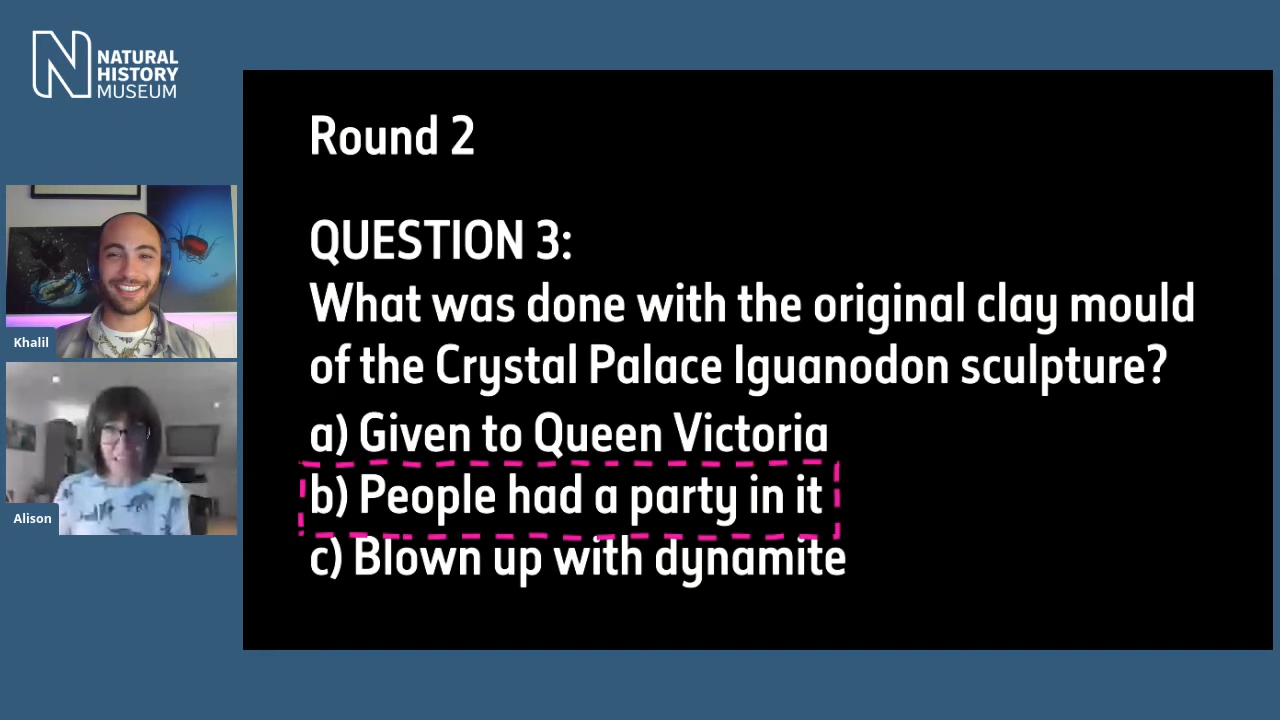 NATURAL
HISTORY
MUSEUM
Round 2
QUESTION 3:
What was done with the original clay mould
of the Crystal Palace Iguanodon sculpture?
a) Given to Queen Victoria
b) People had a party in it
c) Blown up with dynamite
Khalil
Alison